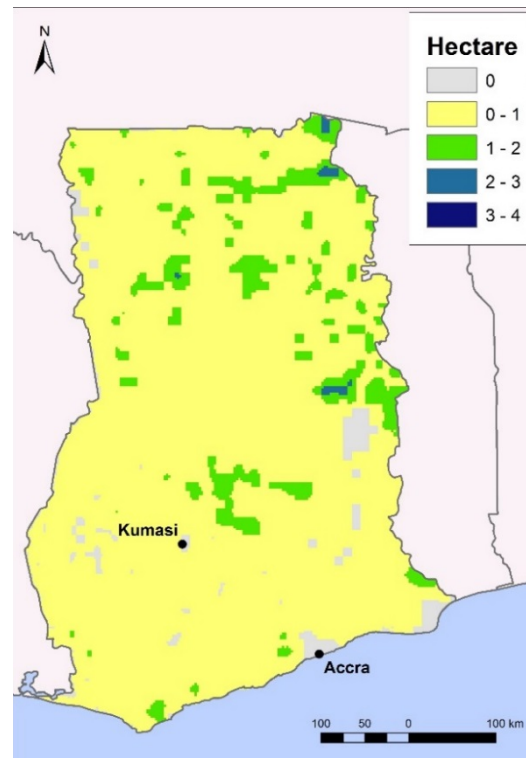 N
Hectare
0
0 - 1
1 - 2
2 - 3
3 - 4
Kumasi
Accra
100 50 0 100 km